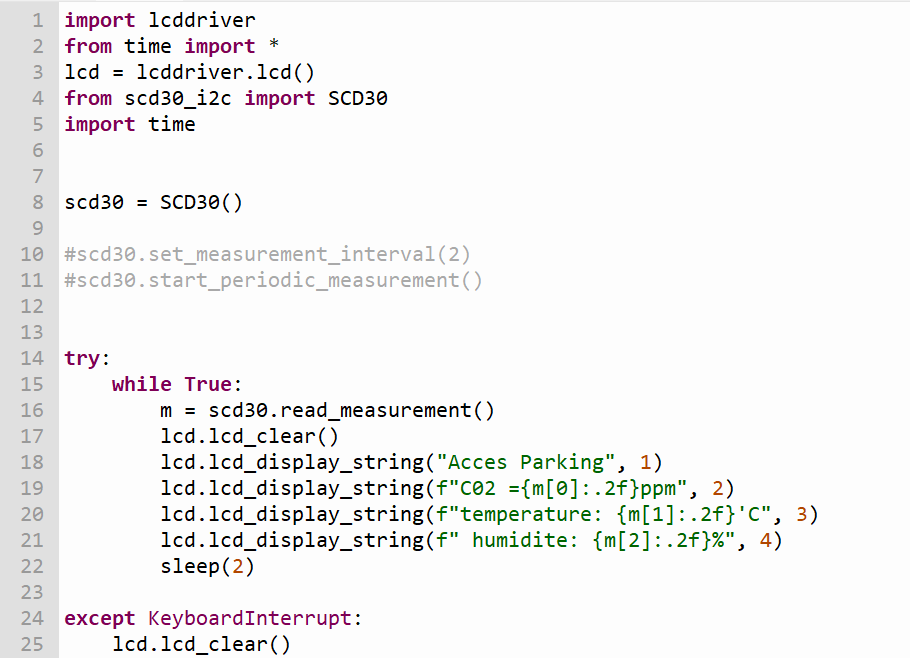 1 import lcddriver
2 from time import *
3 lcd = lcddriver.lcd()
4 from scd30_i2c import SCD30
5 import time
6
7
8 scd30 = SCD30()
9
10 #scd30.set_measurement_interval(2)
11 #scd30.start_periodic_measurement()
12
13
14 try:
15     while True:
16         m = scd30.read_measurement()
17         lcd.lcd_clear()
18         lcd.lcd_display_string("Acces Parking", 1)
19         lcd.lcd_display_string(f"C02 ={m[0]:.2f}ppm", 2)
20         lcd.lcd_display_string(f"temperature: {m[1]:.2f}'C", 3)
21         lcd.lcd_display_string(f" humidite: {m[2]:.2f}%", 4)
22         sleep(2)
23
24 except KeyboardInterrupt:
25     lcd.lcd_clear()